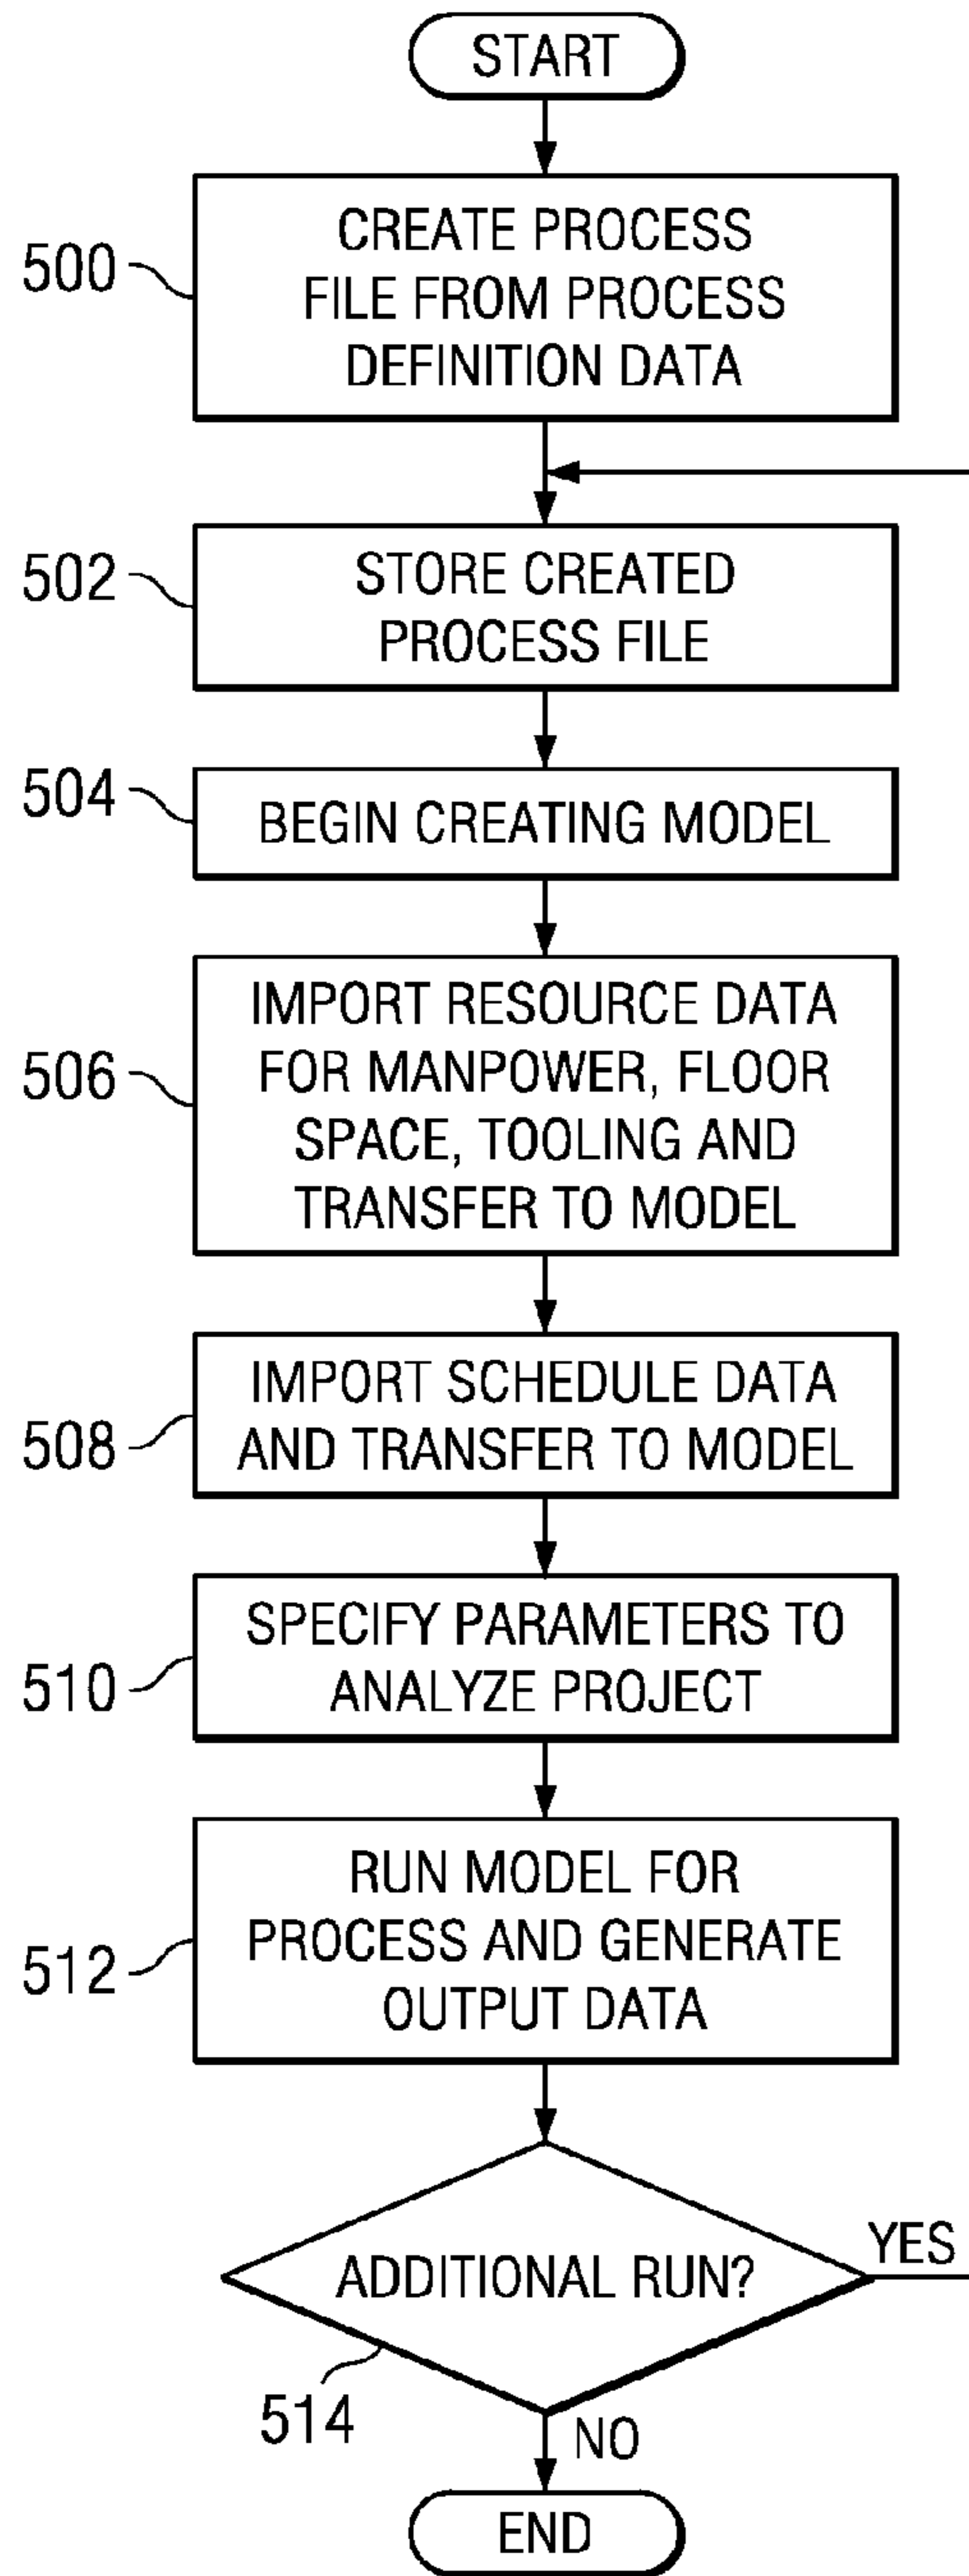 START
500
CREATE PROCESS
FILE FROM PROCESS
DEFINITION DATA
502
STORE CREATED
PROCESS FILE
504
BEGIN CREATING MODEL
506
IMPORT RESOURCE DATA
FOR MANPOWER, FLOOR
SPACE, TOOLING AND
TRANSFER TO MODEL
508
IMPORT SCHEDULE DATA
AND TRANSFER TO MODEL
510
SPECIFY PARAMETERS TO
ANALYZE PROJECT
512
RUN MODEL FOR
PROCESS AND GENERATE
OUTPUT DATA
ADDITIONAL RUN?
YES
514
NO
END